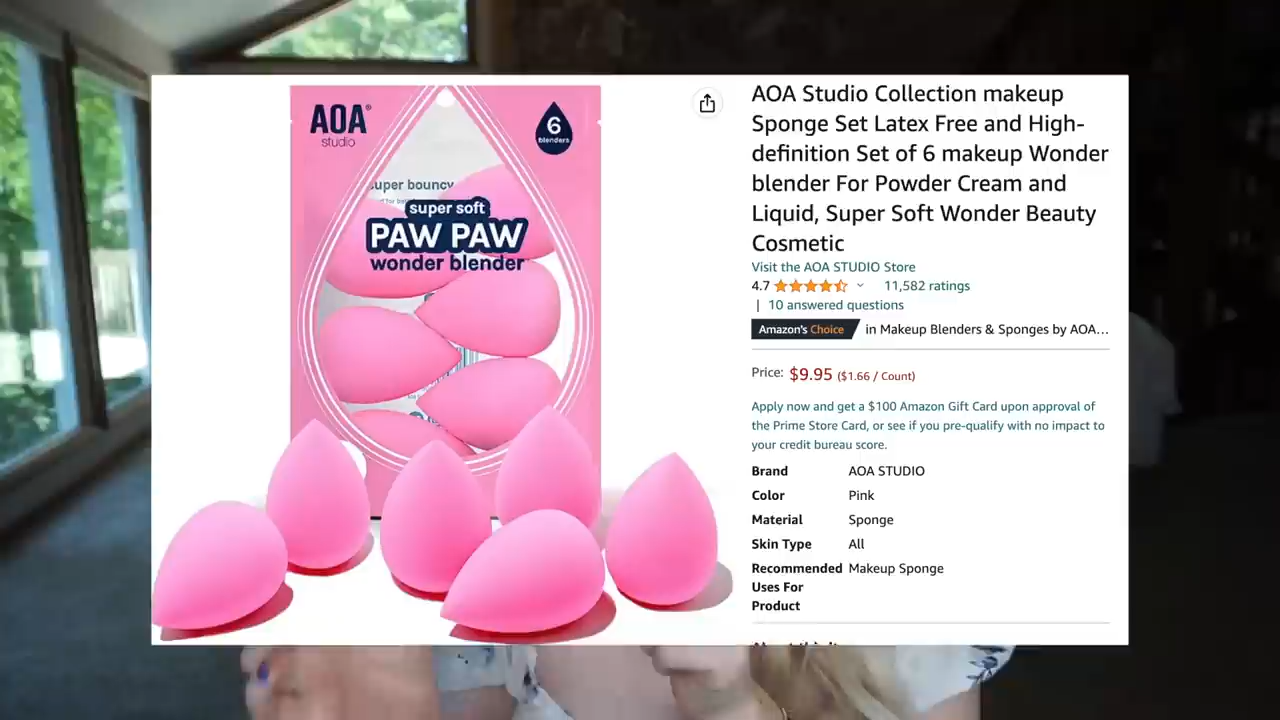 AOA®
studio
6
blenders
super bouncy
super soft
PAW PAW
wonder blender
AOA Studio Collection makeup
Sponge Set Latex Free and High-
definition Set of 6 makeup Wonder
blender For Powder Cream and
Liquid, Super Soft Wonder Beauty
Cosmetic
Visit the AOA STUDIO Store
4.7 11,582 ratings
| 10 answered questions
Amazon's Choice in Makeup Blenders & Sponges by AOA...
Price: $9.95 ($1.66 / Count)
Apply now and get a $100 Amazon Gift Card upon approval of
the Prime Store Card, or see if you pre-qualify with no impact to
your credit bureau score.
Brand AOA STUDIO
Color Pink
Material Sponge
Skin Type All
Recommended Makeup Sponge
Uses For
Product